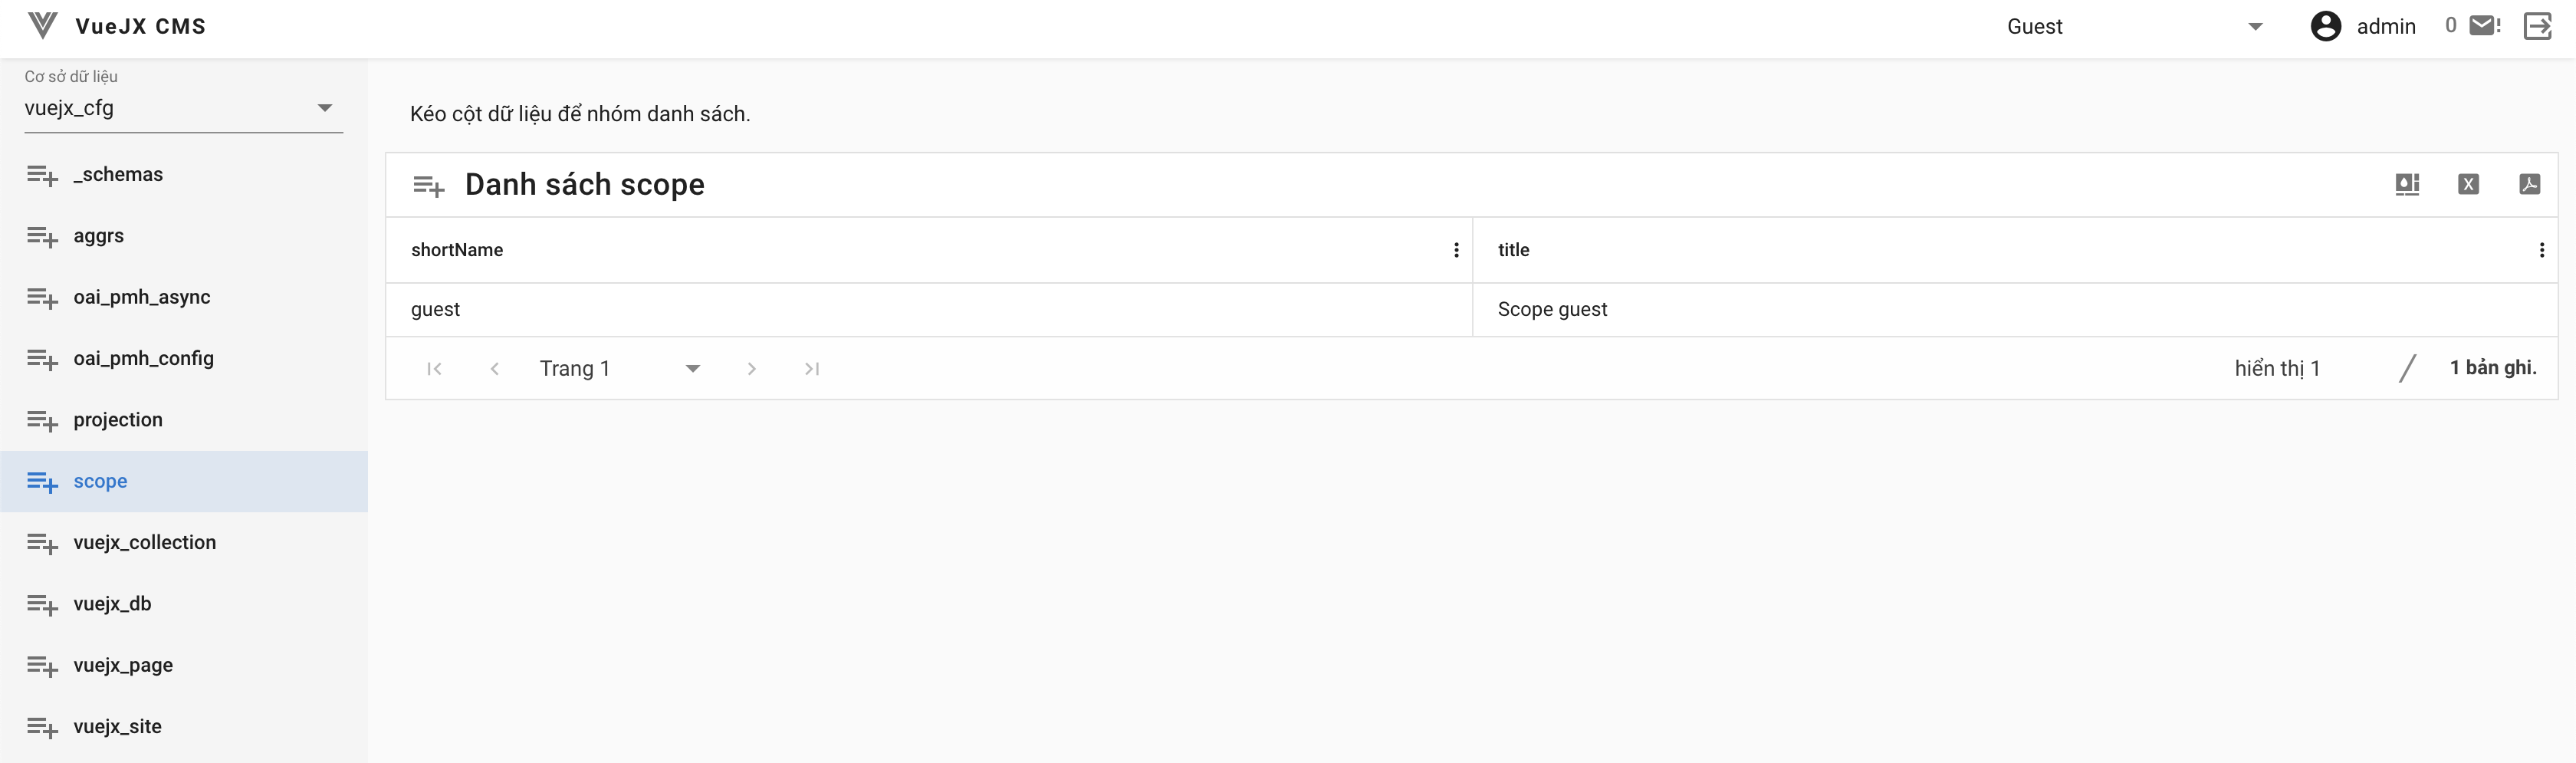 VueJX CMS
Guest
admin
0
Cơ sở dữ liệu
vuejx_cfg
_schemas
aggrs
oai_pmh_async
oai_pmh_config
projection
scope
vuejx_collection
vuejx_db
vuejx_page
vuejx_site
Kéo cột dữ liệu để nhóm danh sách.
Danh sách scope
shortName title
guest Scope guest
Trang 1 hiển thị 1 / 1 bản ghi.